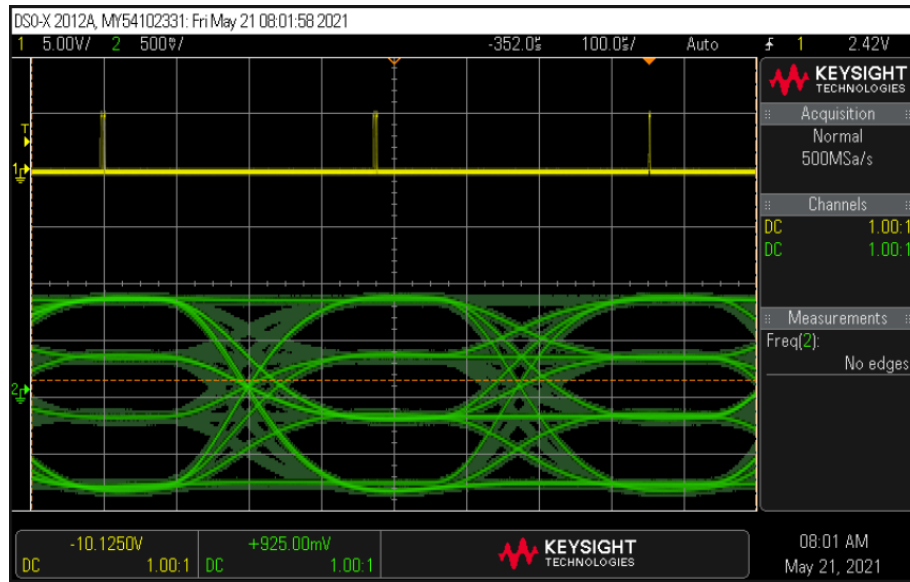 DSO-X 2012A, MY54102331: Fri May 21 08:01:58 2021
1 5.00V/ 2 500mV/ -352.0us 100.0us/ Auto 1 2.42V
KEYSIGHT
TECHNOLOGIES
Acquisition
Normal
500MSa/s
T
1
Channels
DC 1.00:1
DC 1.00:1
Measurements
Freq(2):
No edges
2
-10.1250V
DC 1.00:1
+925.00mV
DC 1.00:1
KEYSIGHT
TECHNOLOGIES
08:01 AM
May 21, 2021